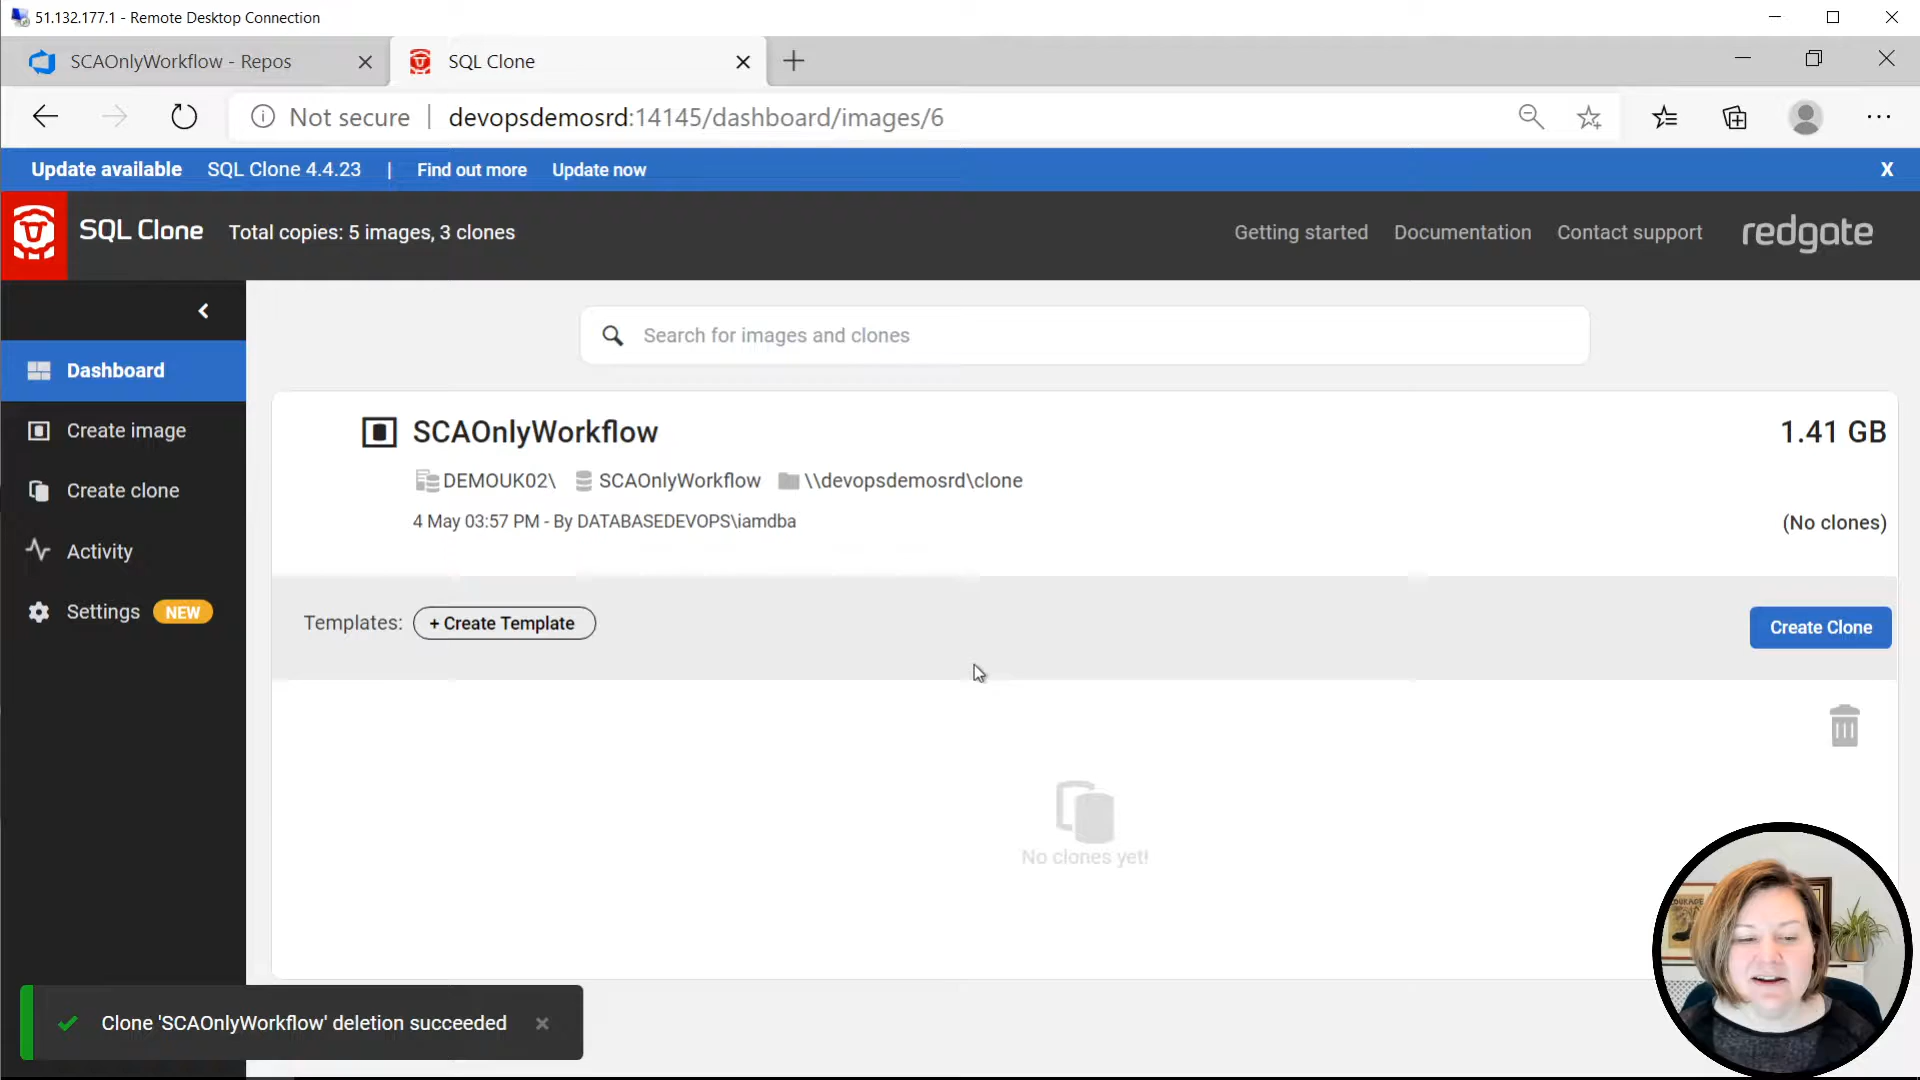 51.132.177.1 - Remote Desktop Connection
SCAOnlyWorkflow - Repos
SQL Clone
Not secure
devopsdemosrd:14145/dashboard/images/6
Update available SQL Clone 4.4.23 | Find out more Update now X
SQL Clone Total copies: 5 images, 3 clones
Getting started Documentation Contact support redgate
Search for images and clones
Dashboard
Create image
Create clone
Activity
Settings NEW
SCAOnlyWorkflow 1.41 GB
DEMOUK02\ SCAOnlyWorkflow \\devopsdemosrd\clone
4 May 03:57 PM - By DATABASEDEVOPS\iamdba (No clones)
Templates: + Create Template Create Clone
No clones yet!
Clone 'SCAOnlyWorkflow' deletion succeeded